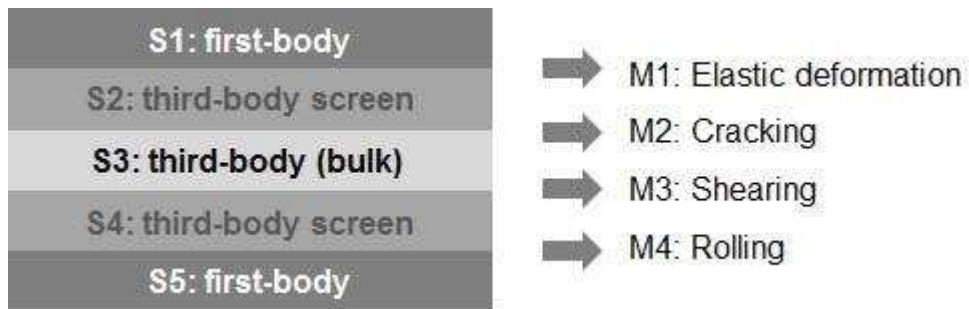 S1: first-body
S2: third-body screen
S3: third-body (bulk)
S4: third-body screen
S5: first-body
M1: Elastic deformation
M2: Cracking
M3: Shearing
M4: Rolling